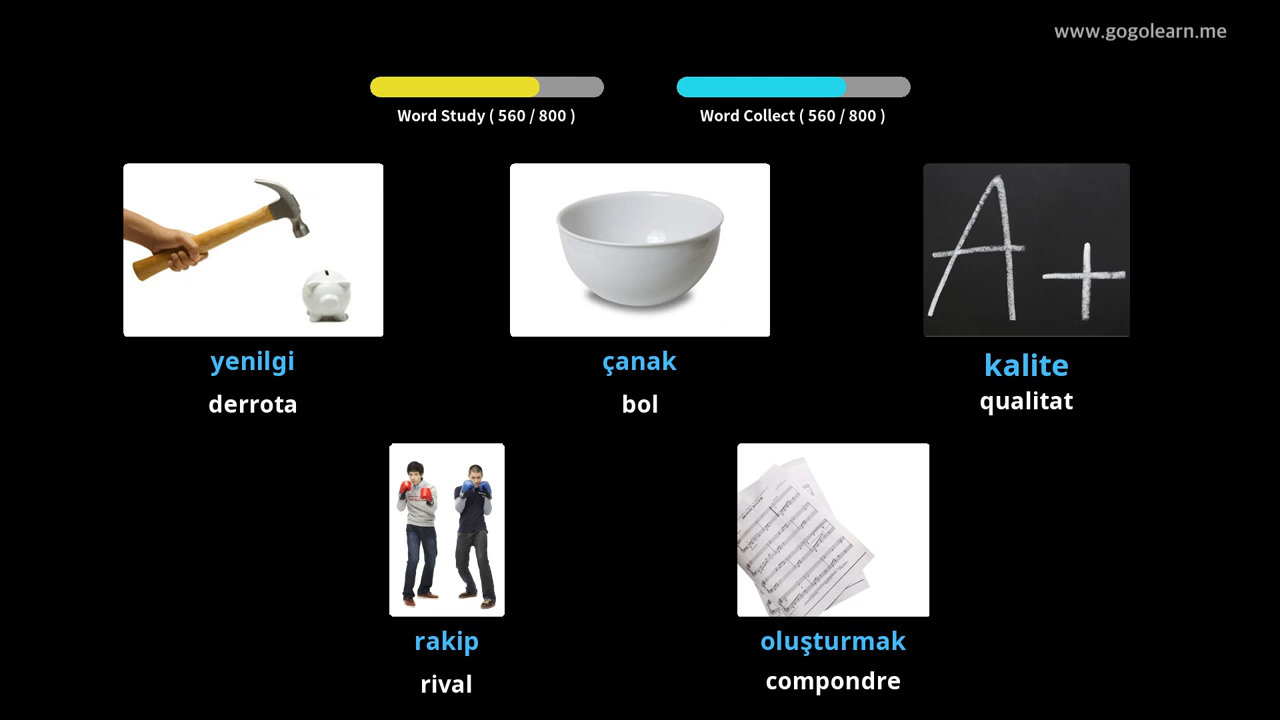 www.gogolearn.me
Word Study ( 560 / 800 )
Word Collect ( 560 / 800 )
A+
yenilgi
derrota
çanak
bol
kalite
qualitat
rakip
rival
oluşturmak
compondre